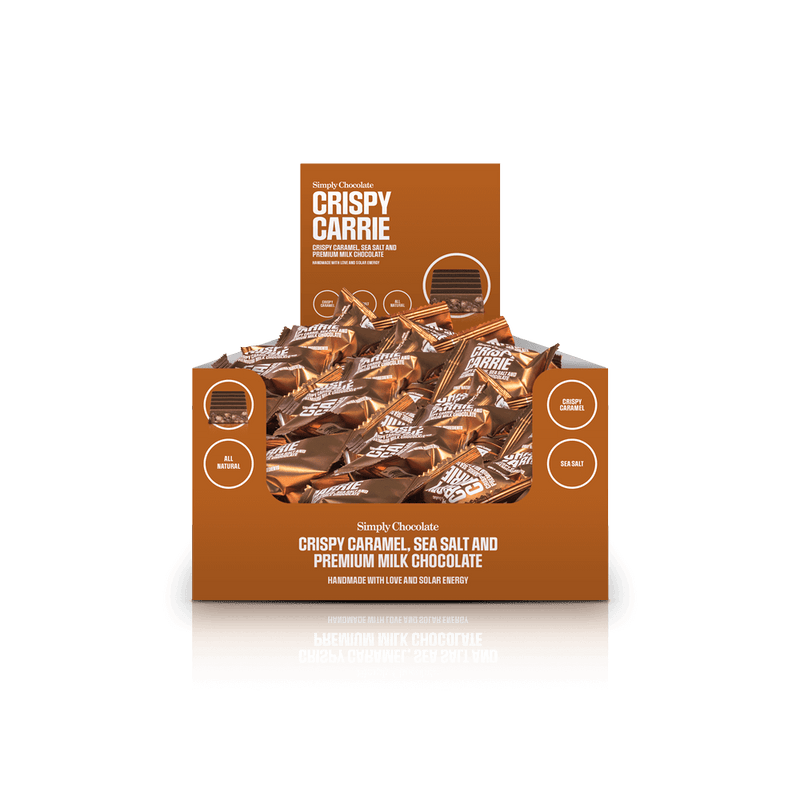 Simply Chocolate
CRISPY
CARRIE
CRISPY CARAMEL, SEA SALT AND
PREMIUM MILK CHOCOLATE
HANDMADE WITH LOVE AND SOLAR ENERGY
CRISPY
CARAMEL
ALL
NATURAL
CRISPY
CARRIE
CRISPY
CARAMEL
ALL
NATURAL
SEA SALT
Simply Chocolate
CRISPY CARAMEL, SEA SALT AND
PREMIUM MILK CHOCOLATE
HANDMADE WITH LOVE AND SOLAR ENERGY